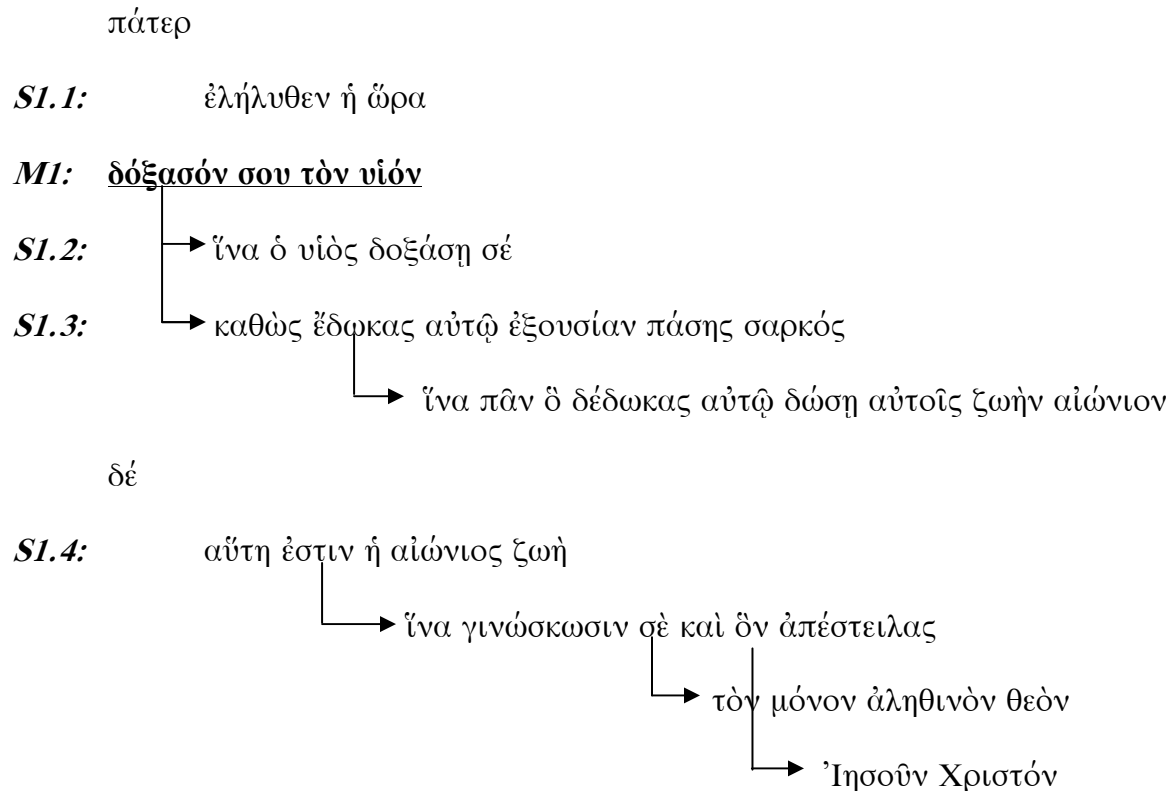 πάτερ
S1.1: ἐλήλυθεν ἡ ὥρα
M1: δόξασόν σου τὸν υἱόν
S1.2: ἵνα ὁ υἱὸς δοξάσῃ σέ
S1.3: καθὼς ἔδωκας αὐτῷ ἐξουσίαν πάσης σαρκός
ἵνα πᾶν ὃ δέδωκας αὐτῷ δώσῃ αὐτοῖς ζωὴν αἰώνιον
δέ
S1.4: αὕτη ἐστιν ἡ αἰώνιος ζωὴ
ἵνα γινώσκωσιν σὲ καὶ ὃν ἀπέστειλας
τὸν μόνον ἀληθινὸν θεὸν
Ἰησοῦν Χριστόν